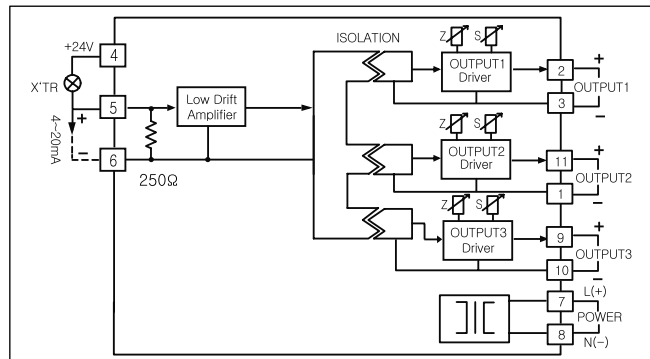 +24V
4
X'TR
5
+
4~20mA
−
6
Low Drift
Amplifier
250Ω
ISOLATION
Z
S
OUTPUT1
Driver
2
+
OUTPUT1
3
−
Z
S
OUTPUT2
Driver
11
+
OUTPUT2
1
−
Z
S
OUTPUT3
Driver
9
+
OUTPUT3
10
−
7
L(+)
POWER
8
N(−)